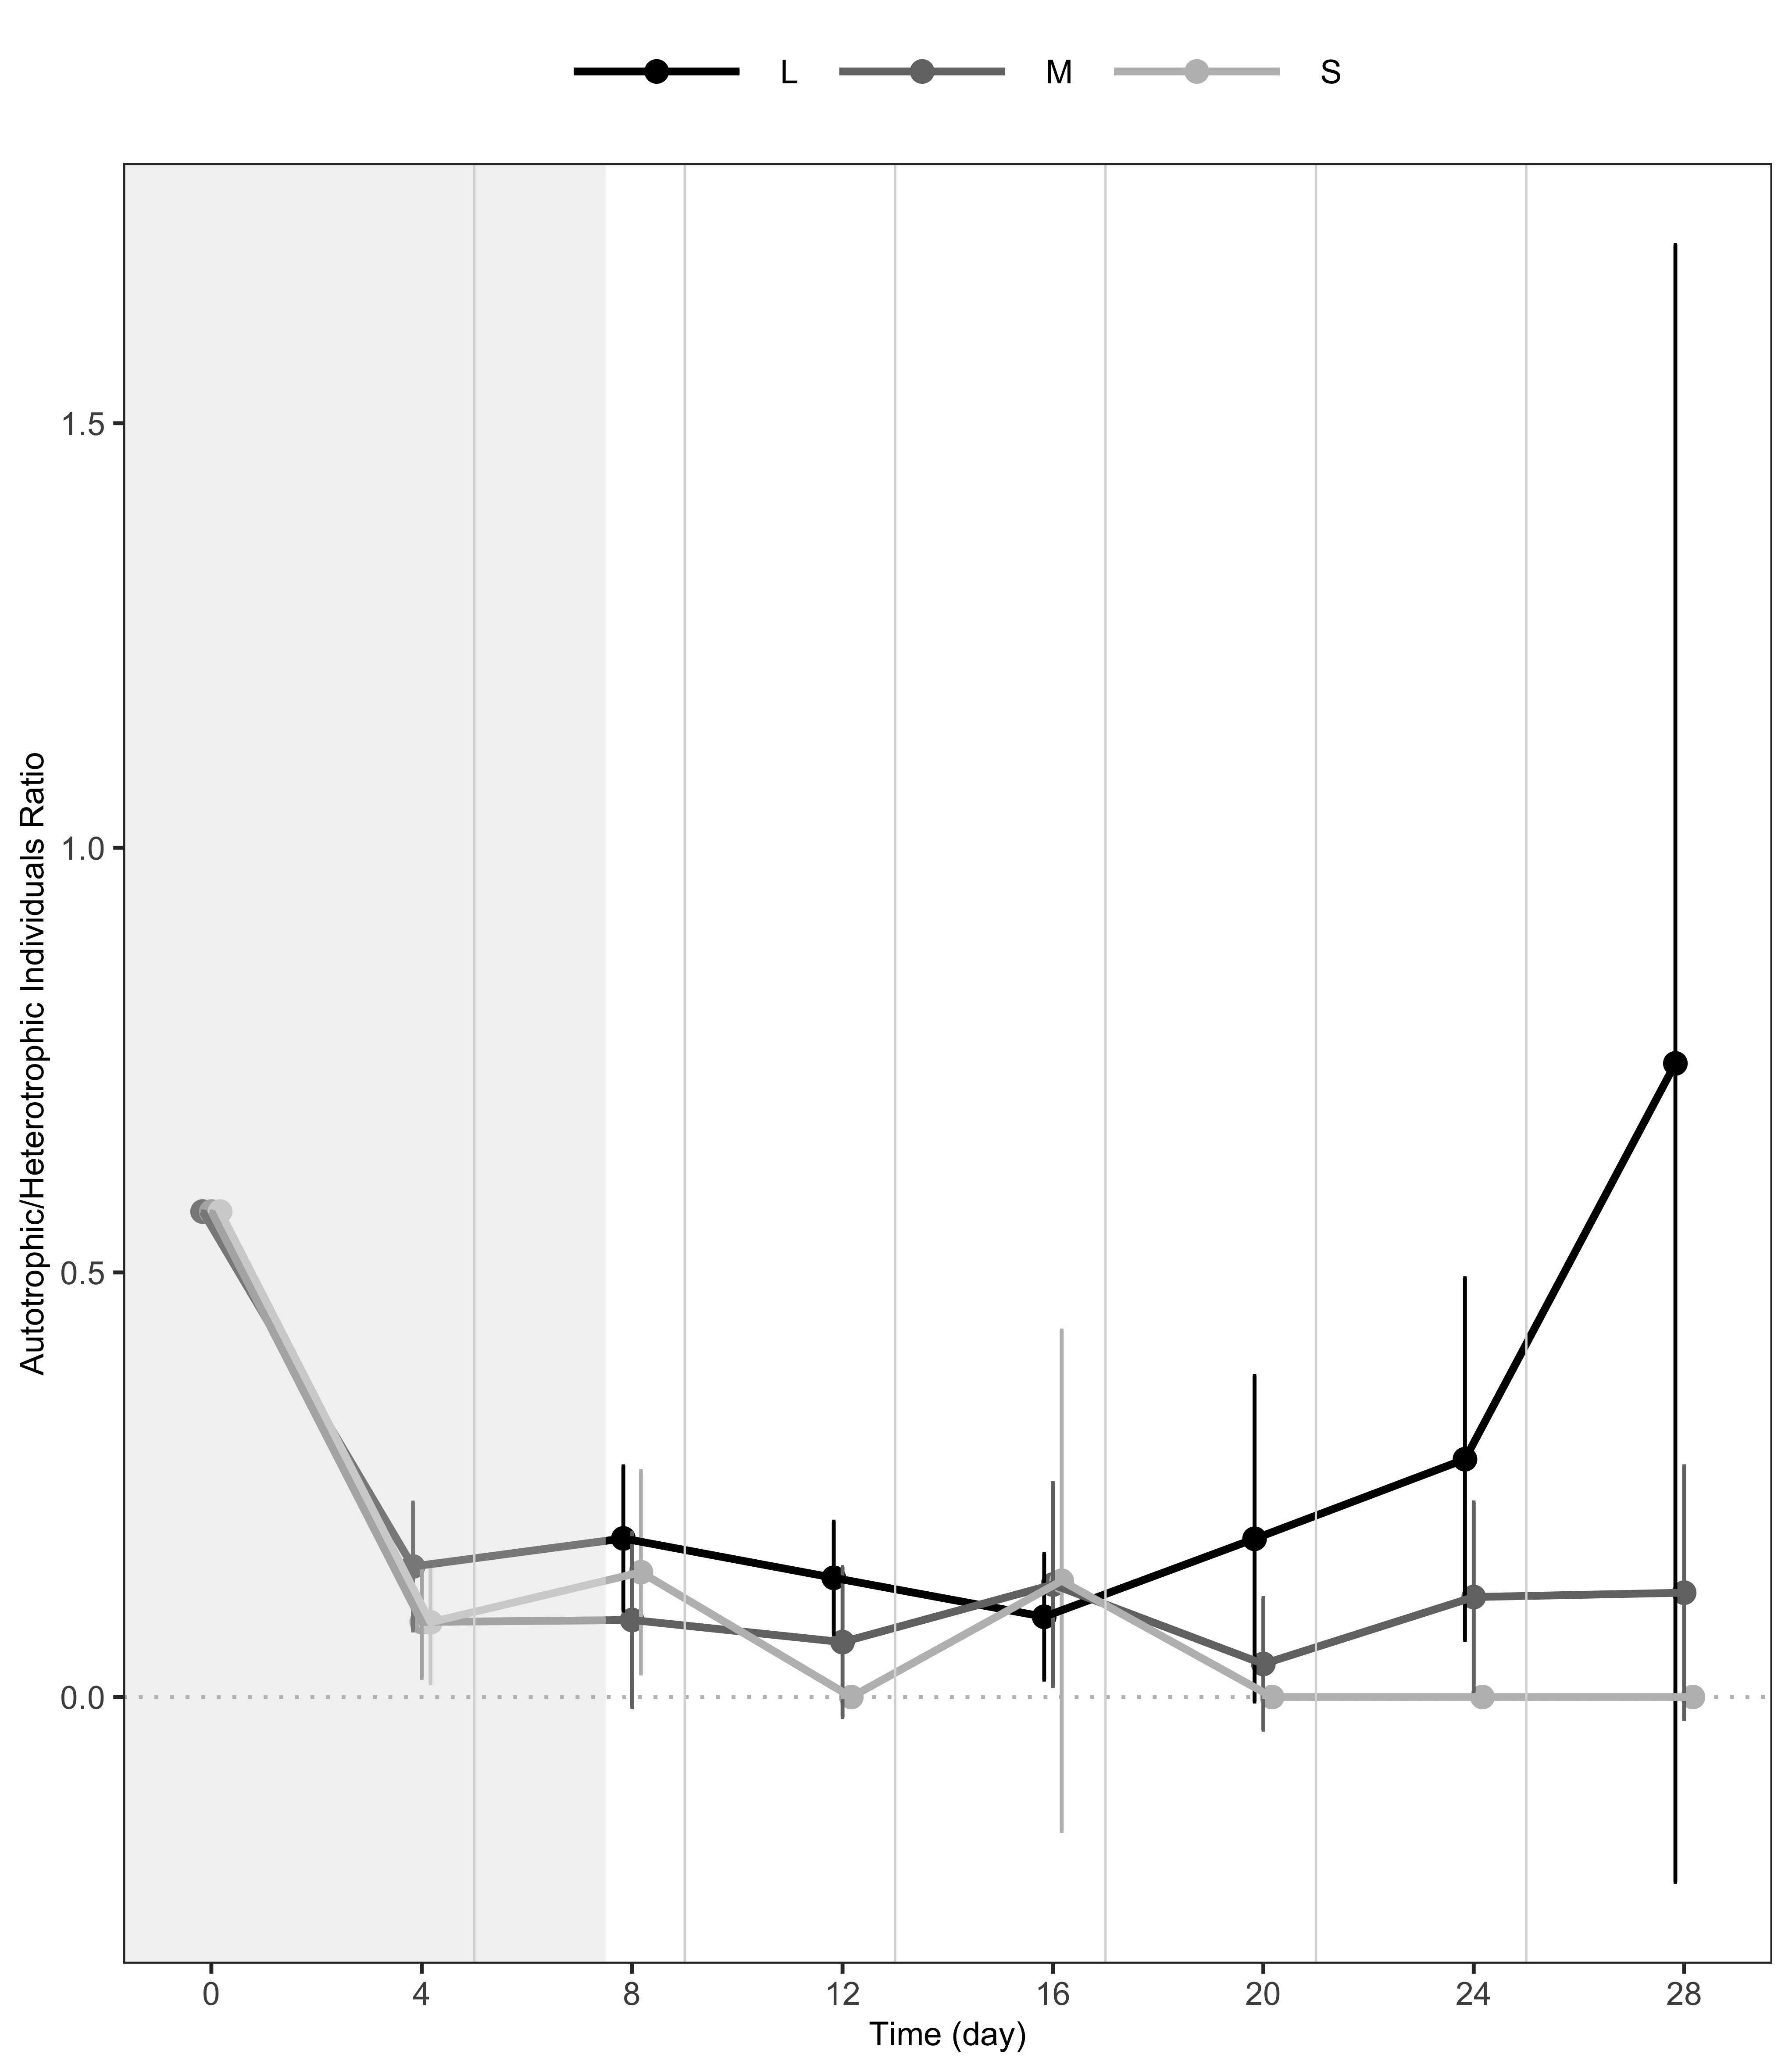 L M S
Autotrophic/Heterotrophic Individuals Ratio
1.5
1.0
0.5
0.0
0 4 8 12 16 20 24 28
Time (day)